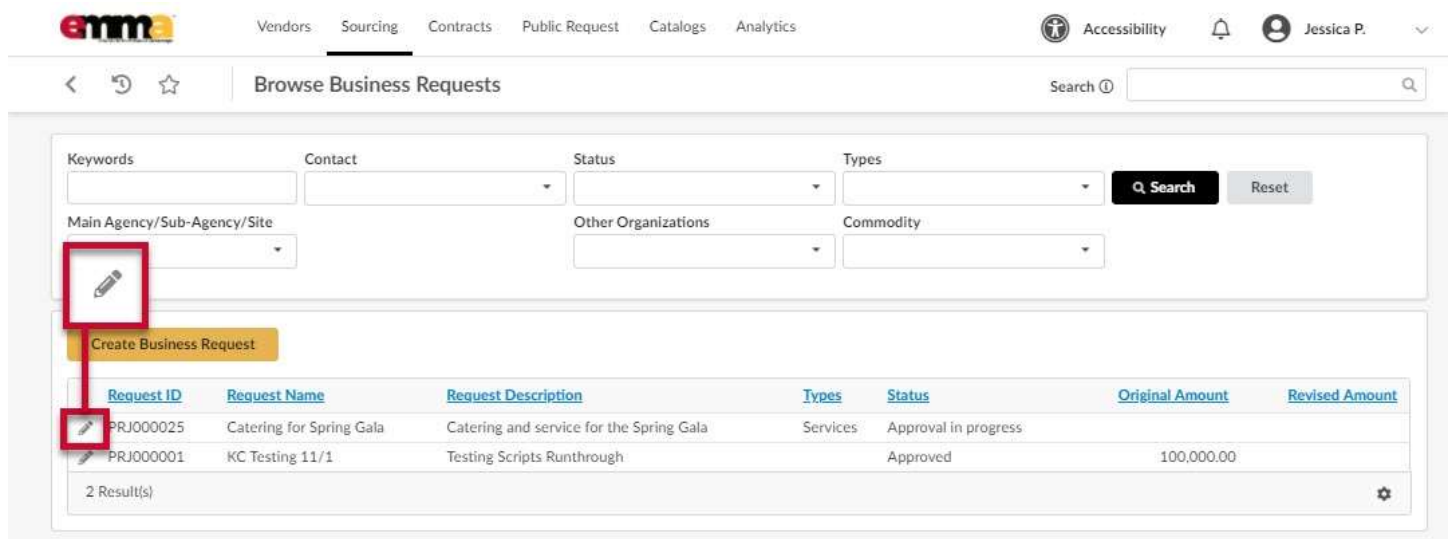 emma Vendors Sourcing Contracts Public Request Catalogs Analytics Accessibility Jessica P.
Browse Business Requests Search
Keywords Contact Status Types
Search Reset
Main Agency/Sub-Agency/Site Other Organizations Commodity
Create Business Request
Request ID Request Name Request Description Types Status Original Amount Revised Amount
PRJ000025 Catering for Spring Gala Catering and service for the Spring Gala Services Approval in progress
PRJ000001 KC Testing 11/1 Testing Scripts Runthrough Approved 100,000.00
2 Result(s)